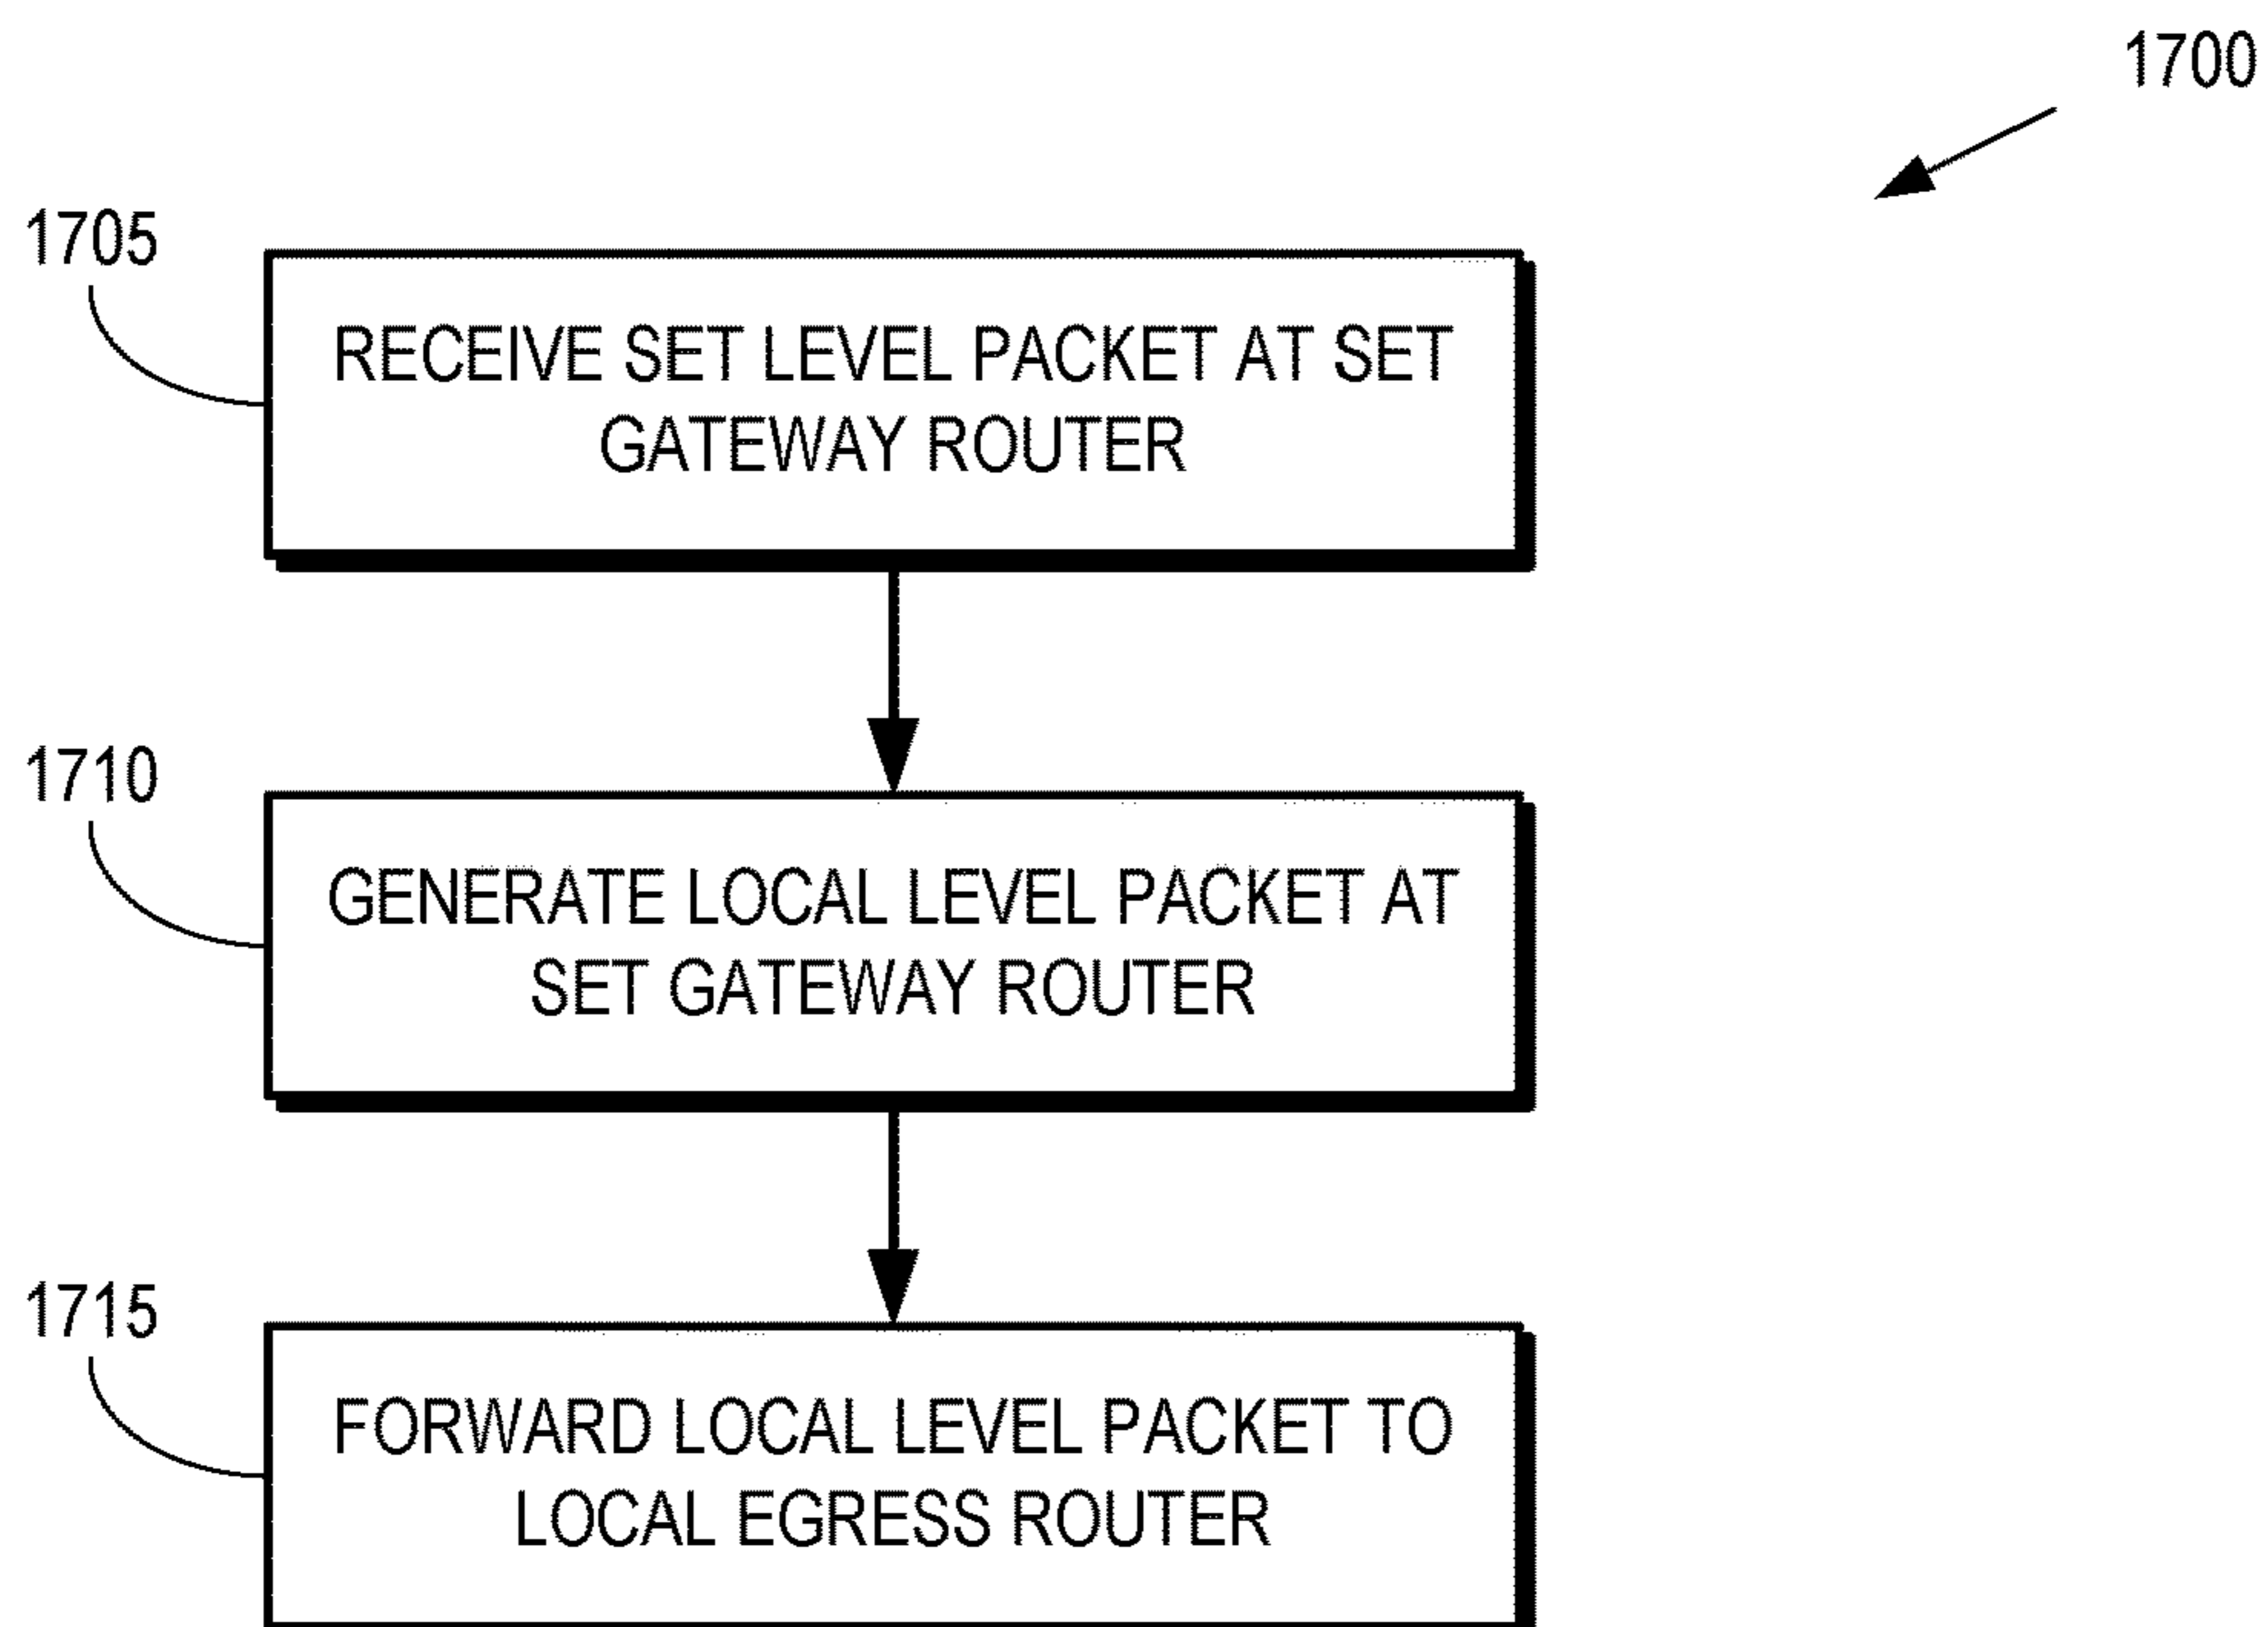 1700
1705
RECEIVE SET LEVEL PACKET AT SET
GATEWAY ROUTER
1710
GENERATE LOCAL LEVEL PACKET AT
SET GATEWAY ROUTER
1715
FORWARD LOCAL LEVEL PACKET TO
LOCAL EGRESS ROUTER